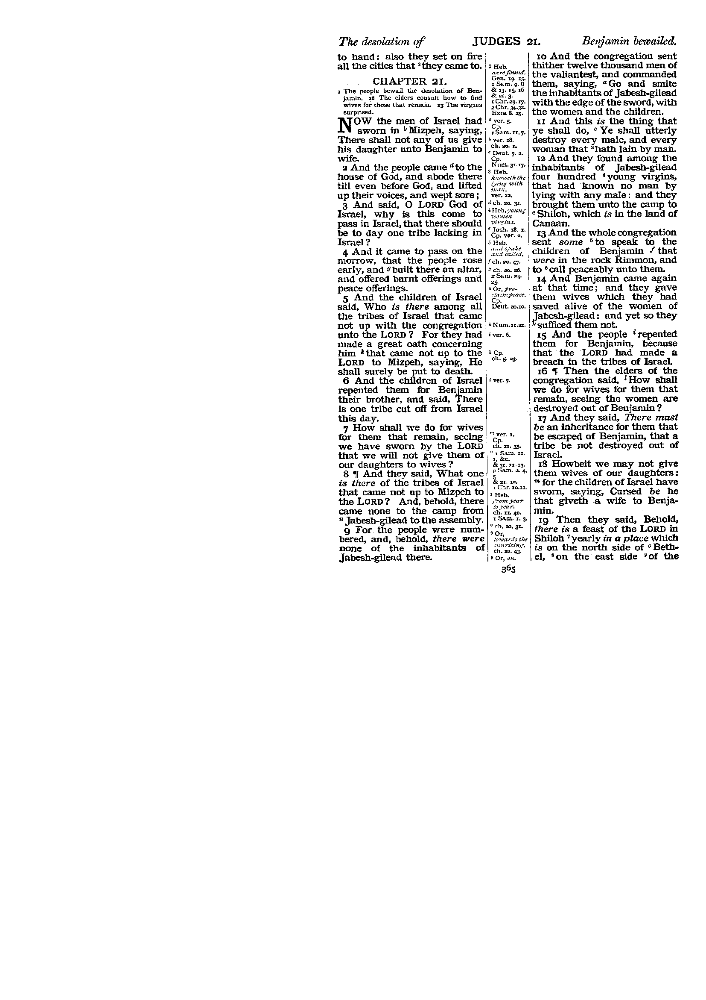 The desolation of JUDGES 21. Benjamin bewailed.
to hand: also they set on fire
all the cities that ²they came to.
CHAPTER 21.
1 The people bewail the desolation of Ben-
jamin. 16 The elders consult how to find
wives for those that remain. 23 The virgins
surprised.
NOW the men of Israel had
sworn in ᵇ Mizpeh, saying,
There shall not any of us give
his daughter unto Benjamin to
wife.
2 And the people came ᵈ to the
house of God, and abode there
till even before God, and lifted
up their voices, and wept sore;
3 And said, O LORD God of
Israel, why is this come to
pass in Israel, that there should
be to day one tribe lacking in
Israel?
4 And it came to pass on the
morrow, that the people rose
early, and ᵍ built there an altar,
and offered burnt offerings and
peace offerings.
5 And the children of Israel
said, Who is there among all
the tribes of Israel that came
not up with the congregation
unto the LORD? For they had
made a great oath concerning
him ᵏ that came not up to the
LORD to Mizpeh, saying, He
shall surely be put to death.
6 And the children of Israel
repented them for Benjamin
their brother, and said, There
is one tribe cut off from Israel
this day.
7 How shall we do for wives
for them that remain, seeing
we have sworn by the LORD
that we will not give them of
our daughters to wives?
8 ¶ And they said, What one
is there of the tribes of Israel
that came not up to Mizpeh to
the LORD? And, behold, there
came none to the camp from
ⁿ Jabesh-gilead to the assembly.
9 For the people were num-
bered, and, behold, there were
none of the inhabitants of
Jabesh-gilead there.
2 Heb.
were found.
Gen. 19. 15.
1 Sam. 9. 8
& 13. 15, 16
& 21. 3.
1 Chr. 29. 17.
2 Chr. 34. 32.
Ezra 8. 25.
a ver. 5.
Cp.
1 Sam. 11. 7.
b ver. 18.
ch. 20. 1.
c Deut. 7. 2.
Cp.
Num. 31. 17.
3 Heb.
knoweth the
lying with
man.
ver. 12.
d ch. 20. 31.
4 Heb. young
women
virgins.
e Josh. 18. 1.
Cp. ver. 2.
5 Heb.
and spake
and called.
f ch. 20. 47.
g ch. 20. 26.
2 Sam. 24.
25.
6 Or, pro-
claim peace.
Cp.
Deut. 20. 10.
h Num. 11. 22.
i ver. 6.
k Cp.
ch. 5. 23.
l ver. 7.
m ver. 1.
Cp.
ch. 11. 35.
n 1 Sam. 11.
1, &c.
& 31. 11-13.
2 Sam. 2. 4,
5
& 21. 12.
1 Chr. 10. 11.
7 Heb.
from year
to year.
ch. 11. 40.
1 Sam. 1. 3.
o ch. 20. 31.
8 Or,
towards the
sunrising.
ch. 20. 43.
9 Or, on.
10 And the congregation sent
thither twelve thousand men of
the valiantest, and commanded
them, saying, ᵃ Go and smite
the inhabitants of Jabesh-gilead
with the edge of the sword, with
the women and the children.
11 And this is the thing that
ye shall do, ᶜ Ye shall utterly
destroy every male, and every
woman that ³hath lain by man.
12 And they found among the
inhabitants of Jabesh-gilead
four hundred ⁴young virgins,
that had known no man by
lying with any male: and they
brought them unto the camp to
ᵉ Shiloh, which is in the land of
Canaan.
13 And the whole congregation
sent some ⁵to speak to the
children of Benjamin ᶠ that
were in the rock Rimmon, and
to ⁶call peaceably unto them.
14 And Benjamin came again
at that time; and they gave
them wives which they had
saved alive of the women of
Jabesh-gilead: and yet so they
ʰ sufficed them not.
15 And the people ⁱ repented
them for Benjamin, because
that the LORD had made a
breach in the tribes of Israel.
16 ¶ Then the elders of the
congregation said, ˡ How shall
we do for wives for them that
remain, seeing the women are
destroyed out of Benjamin?
17 And they said, There must
be an inheritance for them that
be escaped of Benjamin, that a
tribe be not destroyed out of
Israel.
18 Howbeit we may not give
them wives of our daughters:
ᵐ for the children of Israel have
sworn, saying, Cursed be he
that giveth a wife to Benja-
min.
19 Then they said, Behold,
there is a feast of the LORD in
Shiloh ⁷yearly in a place which
is on the north side of ᵒ Beth-
el, ⁸on the east side ⁹of the
365